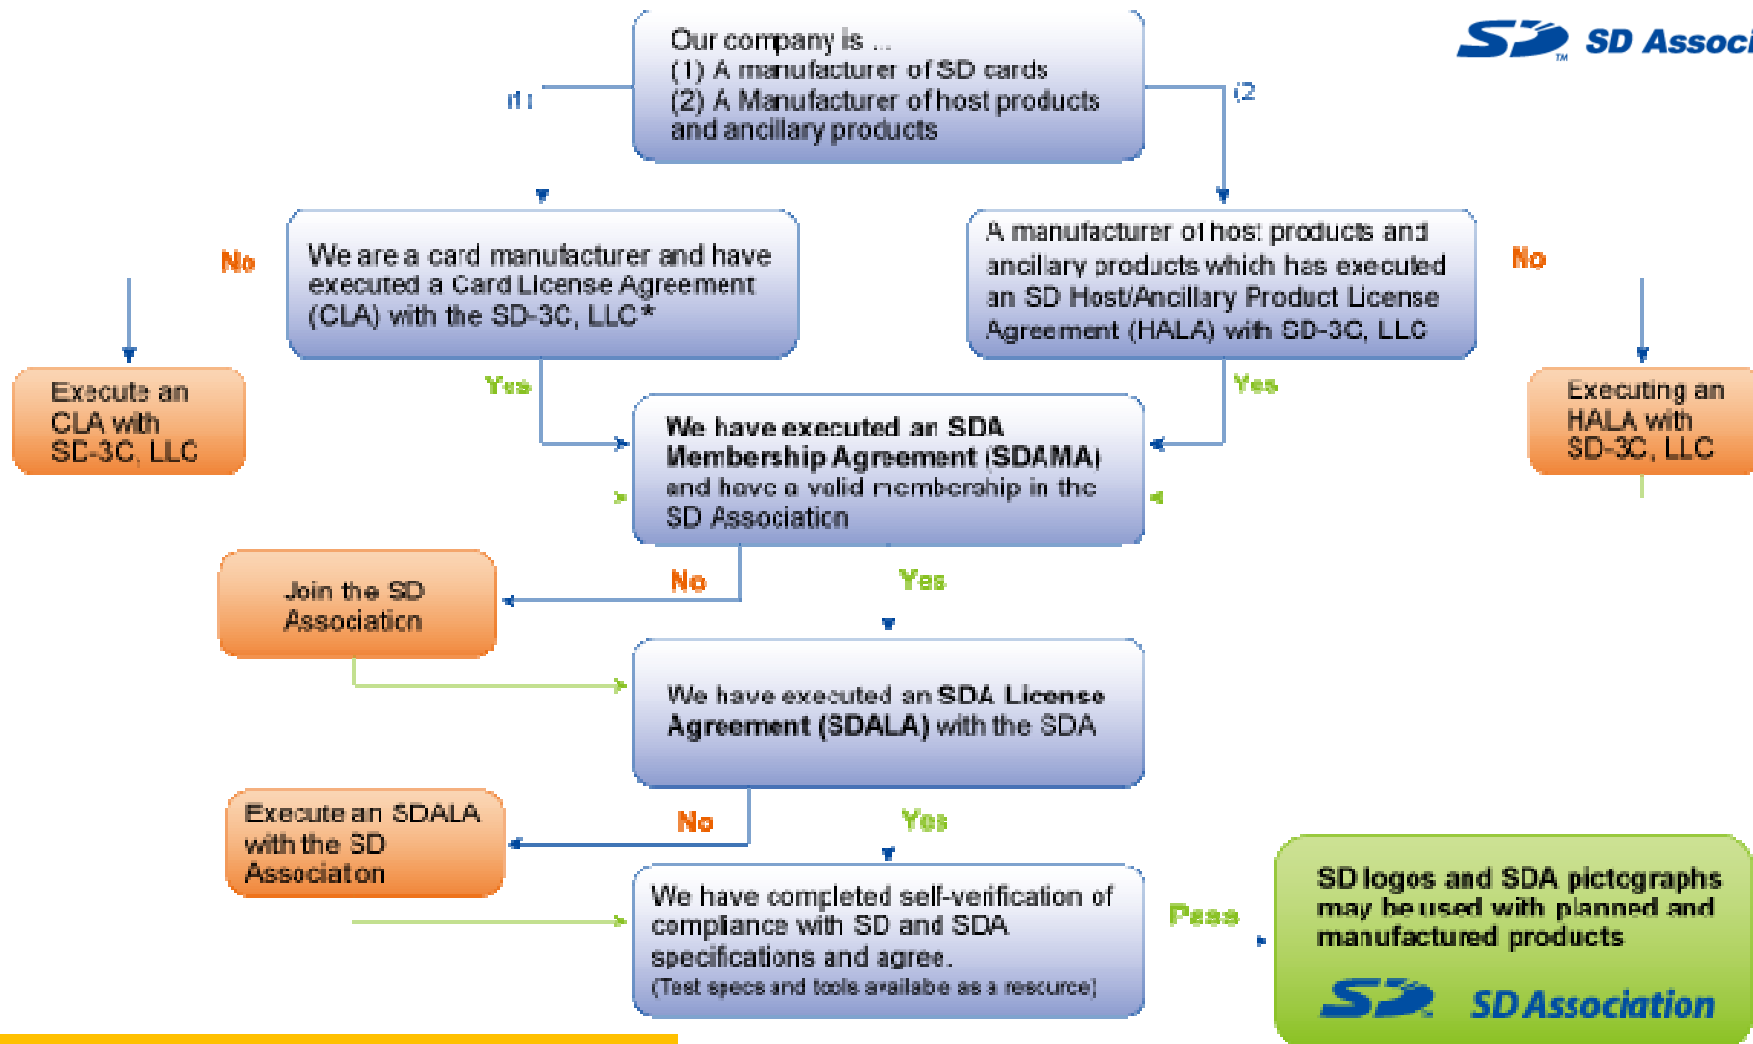 SD TM SD Associ
Our company is ...
(1) A manufacturer of SD cards
(2) A Manufacturer of host products
and ancillary products
(1)
(2
No
We are a card manufacturer and have
executed a Card License Agreement
(CLA) with the SD-3C, LLC*
A manufacturer of host products and
ancillary products which has executed
an SD Host/Ancillary Product License
Agreement (HALA) with SD-3C, LLC
No
Execute an
CLA with
SD-3C, LLC
Yes
Yes
Executing an
HALA with
SD-3C, LLC
We have executed an SDA
Membership Agreement (SDAMA)
and have a valid membership in the
SD Association
No
Yes
Join the SD
Association
We have executed an SDA License
Agreement (SDALA) with the SDA
No
Yes
Execute an SDALA
with the SD
Associaton
We have completed self-verification of
compliance with SD and SDA
specifications and agree.
(Test specs and tools available as a resource)
Pass
SD logos and SDA pictographs
may be used with planned and
manufactured products
SD SD Association